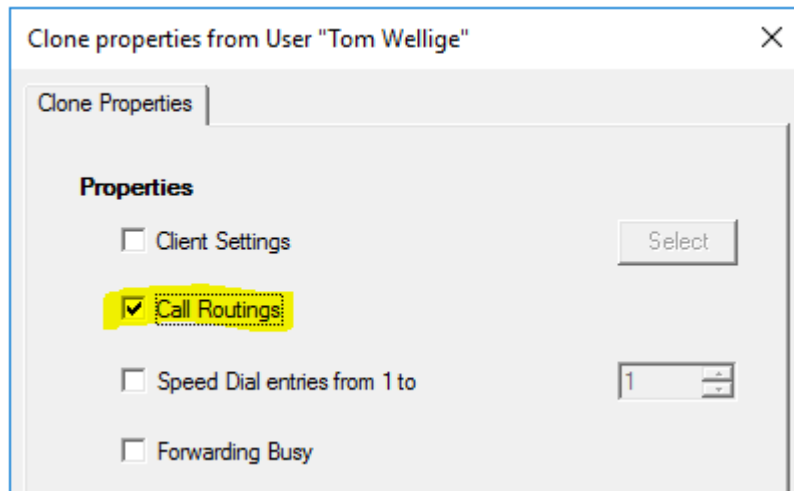 Clone properties from User "Tom Wellige"
Clone Properties
Properties
Client Settings
Select
Call Routings
Speed Dial entries from 1 to
1
Forwarding Busy